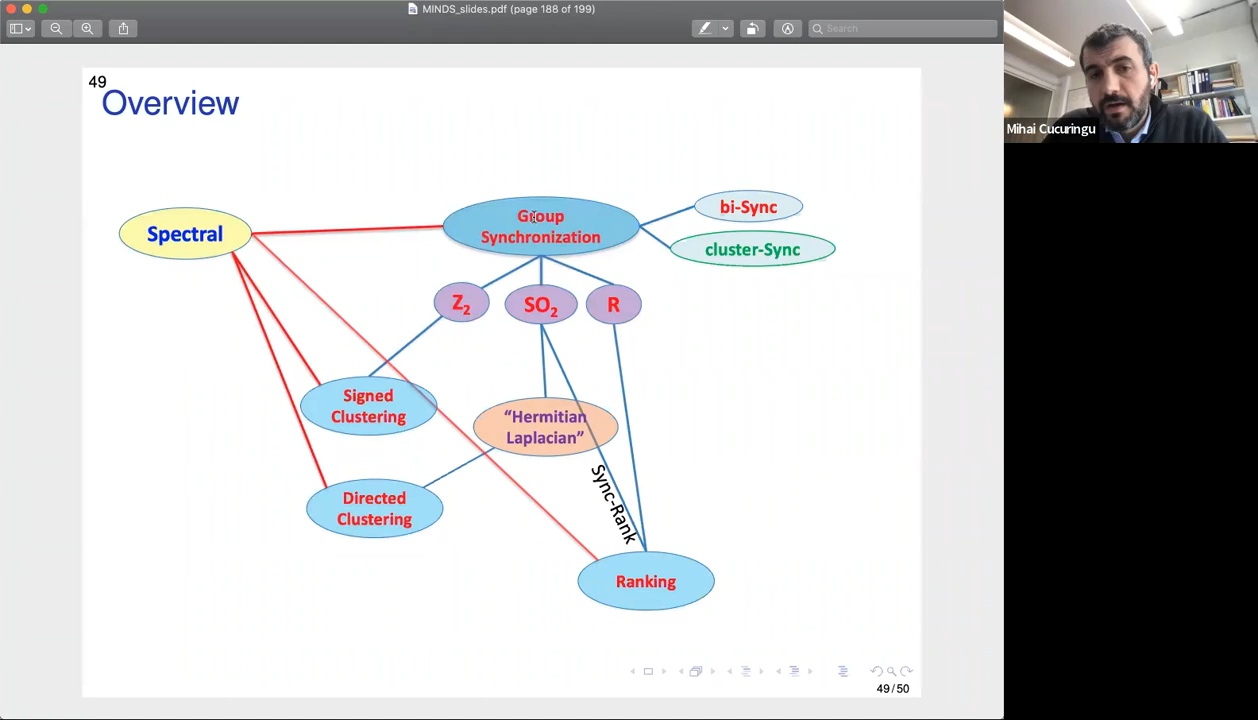 MINDS_slides.pdf (page 188 of 199)
Search
49
Overview
Spectral
Group
Synchronization
bi-Sync
cluster-Sync
Z2
SO2
R
Signed
Clustering
“Hermitian
Laplacian”
Sync-Rank
Directed
Clustering
Ranking
49 / 50
Mihai Cucuringu